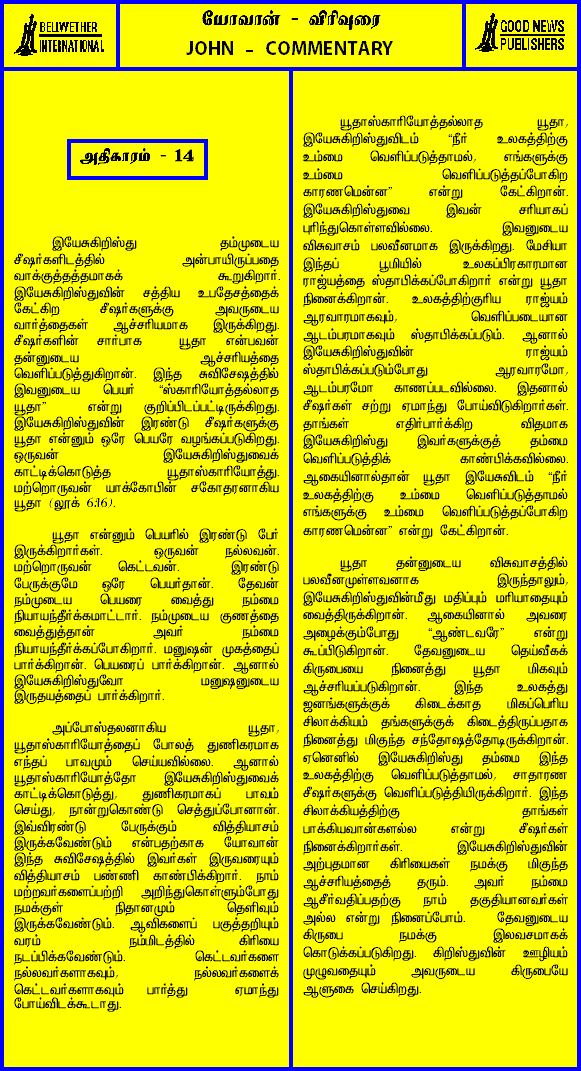 BELLWETHER
INTERNATIONAL
யோவான் - விரிவுரை
JOHN - COMMENTARY
GOOD NEWS
PUBLISHERS
அதிகாரம் - 14
இயேசுகிறிஸ்து தம்முடைய
சீஷர்களிடத்தில் அன்பாயிருப்பதை
வாக்குத்தத்தமாகக் கூறுகிறார்.
இயேசுகிறிஸ்துவின் சத்திய உபதேசத்தைக்
கேட்கிற சீஷர்களுக்கு அவருடைய
வார்த்தைகள் ஆச்சரியமாக இருக்கிறது.
சீஷர்களின் சார்பாக யூதா என்பவன்
தன்னுடைய ஆச்சரியத்தை
வெளிப்படுத்துகிறான். இந்த சுவிசேஷத்தில்
இவனுடைய பெயர் “ஸ்காரியோத்தல்லாத
யூதா” என்று குறிப்பிடப்பட்டிருக்கிறது.
இயேசுகிறிஸ்துவின் இரண்டு சீஷர்களுக்கு
யூதா என்னும் ஒரே பெயரே வழங்கப்படுகிறது.
ஒருவன் இயேசுகிறிஸ்துவைக்
காட்டிக்கொடுத்த யூதாஸ்காரியோத்து.
மற்றொருவன் யாக்கோபின் சகோதரனாகிய
யூதா (லூக் 6:16).
யூதா என்னும் பெயரில் இரண்டு பேர்
இருக்கிறார்கள். ஒருவன் நல்லவன்.
மற்றொருவன் கெட்டவன். இரண்டு
பேருக்குமே ஒரே பெயர்தான். தேவன்
நம்முடைய பெயரை வைத்து நம்மை
நியாயந்தீர்க்கமாட்டார். நம்முடைய குணத்தை
வைத்துத்தான் அவர் நம்மை
நியாயந்தீர்க்கப்போகிறார். மனுஷன் முகத்தைப்
பார்க்கிறான். பெயரைப் பார்க்கிறான். ஆனால்
இயேசுகிறிஸ்துவோ மனுஷனுடைய
இருதயத்தைப் பார்க்கிறார்.
அப்போஸ்தலனாகிய யூதா,
யூதாஸ்காரியோத்தைப் போலத் துணிகரமாக
எந்தப் பாவமும் செய்யவில்லை. ஆனால்
யூதாஸ்காரியோத்தோ இயேசுகிறிஸ்துவைக்
காட்டிக்கொடுத்து, துணிகரமாகப் பாவம்
செய்து, நான்றுகொண்டு செத்துப்போனான்.
இவ்விரண்டு பேருக்கும் வித்தியாசம்
இருக்கவேண்டும் என்பதற்காக யோவான்
இந்த சுவிசேஷத்தில் இவர்கள் இருவரையும்
வித்தியாசம் பண்ணி காண்பிக்கிறார். நாம்
மற்றவர்களைப்பற்றி அறிந்துகொள்ளும்போது
நமக்குள் நிதானமும் தெளிவும்
இருக்கவேண்டும். ஆவிகளைப் பகுத்தறியும்
வரம் நம்மிடத்தில் கிரியை
நடப்பிக்கவேண்டும். கெட்டவர்களை
நல்லவர்களாகவும், நல்லவர்களைக்
கெட்டவர்களாகவும் பார்த்து ஏமாந்து
போய்விடக்கூடாது.
யூதாஸ்காரியோத்தல்லாத யூதா,
இயேசுகிறிஸ்துவிடம் “நீர் உலகத்திற்கு
உம்மை வெளிப்படுத்தாமல், எங்களுக்கு
உம்மை வெளிப்படுத்தப்போகிற
காரணமென்ன” என்று கேட்கிறான்.
இயேசுகிறிஸ்துவை இவன் சரியாகப்
புரிந்துகொள்ளவில்லை. இவனுடைய
விசுவாசம் பலவீனமாக இருக்கிறது. மேசியா
இந்தப் பூமியில் உலகப்பிரகாரமான
ராஜ்யத்தை ஸ்தாபிக்கப்போகிறார் என்று யூதா
நினைக்கிறான். உலகத்திற்குரிய ராஜ்யம்
ஆரவாரமாகவும், வெளிப்படையான
ஆடம்பரமாகவும் ஸ்தாபிக்கப்படும். ஆனால்
இயேசுகிறிஸ்துவின் ராஜ்யம்
ஸ்தாபிக்கப்படும்போது ஆரவாரமோ,
ஆடம்பரமோ காணப்படவில்லை. இதனால்
சீஷர்கள் சற்று ஏமாந்து போய்விடுகிறார்கள்.
தாங்கள் எதிர்பார்க்கிற விதமாக
இயேசுகிறிஸ்து இவர்களுக்குத் தம்மை
வெளிப்படுத்திக் காண்பிக்கவில்லை.
ஆகையினால்தான் யூதா இயேசுவிடம் “நீர்
உலகத்திற்கு உம்மை வெளிப்படுத்தாமல்
எங்களுக்கு உம்மை வெளிப்படுத்தப்போகிற
காரணமென்ன” என்று கேட்கிறான்.
யூதா தன்னுடைய விசுவாசத்தில்
பலவீனமுள்ளவனாக இருந்தாலும்,
இயேசுகிறிஸ்துவின்மீது மதிப்பும் மரியாதையும்
வைத்திருக்கிறான். ஆகையினால் அவரை
அழைக்கும்போது “ஆண்டவரே” என்று
கூப்பிடுகிறான். தேவனுடைய தெய்வீகக்
கிருபையை நினைத்து யூதா மிகவும்
ஆச்சரியப்படுகிறான். இந்த உலகத்து
ஜனங்களுக்குக் கிடைக்காத மிகப்பெரிய
சிலாக்கியம் தங்களுக்குக் கிடைத்திருப்பதாக
நினைத்து மிகுந்த சந்தோஷத்தோடிருக்கிறான்.
ஏனெனில் இயேசுகிறிஸ்து தம்மை இந்த
உலகத்திற்கு வெளிப்படுத்தாமல், சாதாரண
சீஷர்களுக்கு வெளிப்படுத்தியிருக்கிறார். இந்த
சிலாக்கியத்திற்கு தாங்கள்
பாக்கியவான்களல்ல என்று சீஷர்கள்
நினைக்கிறார்கள். இயேசுகிறிஸ்துவின்
அற்புதமான கிரியைகள் நமக்கு மிகுந்த
ஆச்சரியத்தைத் தரும். அவர் நம்மை
ஆசீர்வதிப்பதற்கு நாம் தகுதியானவர்கள்
அல்ல என்று நினைப்போம். தேவனுடைய
கிருபை நமக்கு இலவசமாகக்
கொடுக்கப்படுகிறது. கிறிஸ்துவின் ஊழியம்
முழுவதையும் அவருடைய கிருபையே
ஆளுகை செய்கிறது.